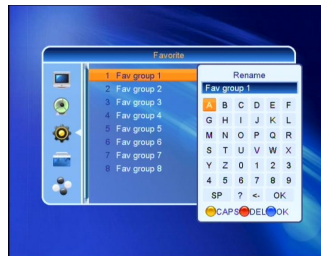 Favorite
1 Fav group 1
2 Fav group 2
3 Fav group 3
4 Fav group 4
5 Fav group 5
6 Fav group 6
7 Fav group 7
8 Fav group 8
Rename
Fav group 1
A B C D E F
G H I J K L
M N O P Q R
S T U V W X
Y Z 0 1 2 3
4 5 6 7 8 9
SP ? <- OK
CAPS DEL OK